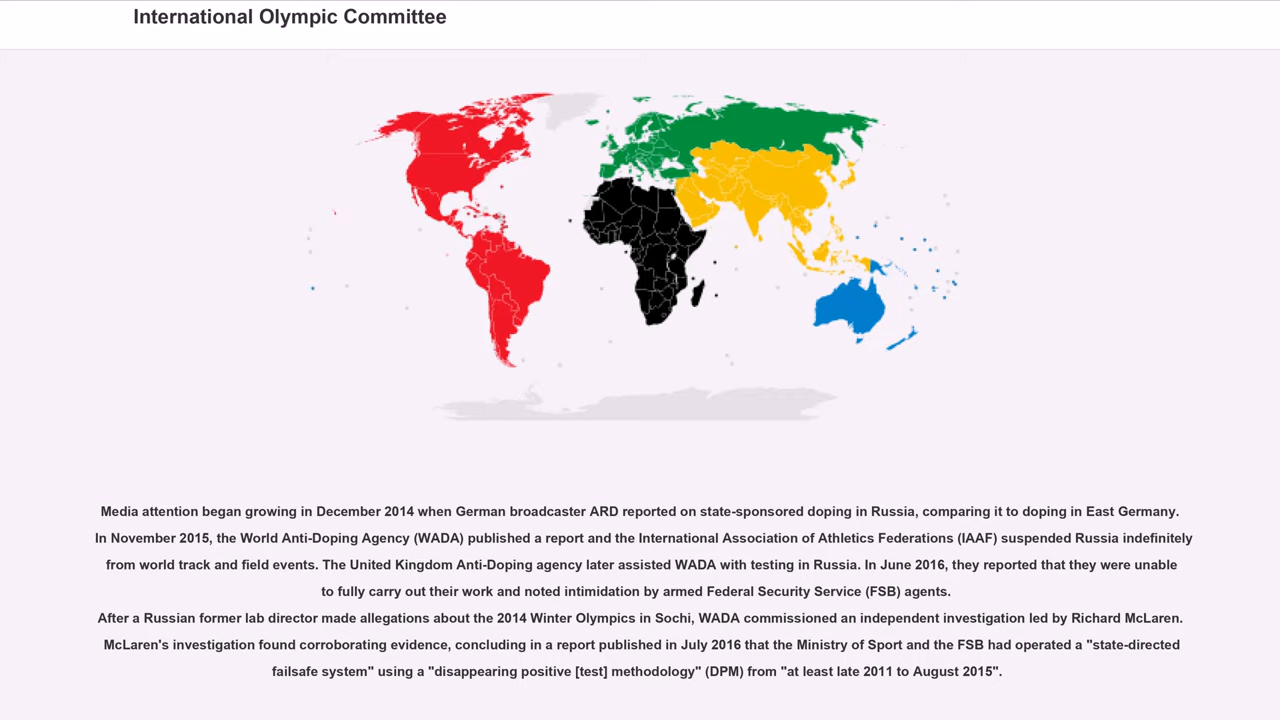 International Olympic Committee
Media attention began growing in December 2014 when German broadcaster ARD reported on state-sponsored doping in Russia, comparing it to doping in East Germany.
In November 2015, the World Anti-Doping Agency (WADA) published a report and the International Association of Athletics Federations (IAAF) suspended Russia indefinitely
from world track and field events. The United Kingdom Anti-Doping agency later assisted WADA with testing in Russia. In June 2016, they reported that they were unable
to fully carry out their work and noted intimidation by armed Federal Security Service (FSB) agents.
After a Russian former lab director made allegations about the 2014 Winter Olympics in Sochi, WADA commissioned an independent investigation led by Richard McLaren.
McLaren's investigation found corroborating evidence, concluding in a report published in July 2016 that the Ministry of Sport and the FSB had operated a "state-directed
failsafe system" using a "disappearing positive [test] methodology" (DPM) from "at least late 2011 to August 2015".